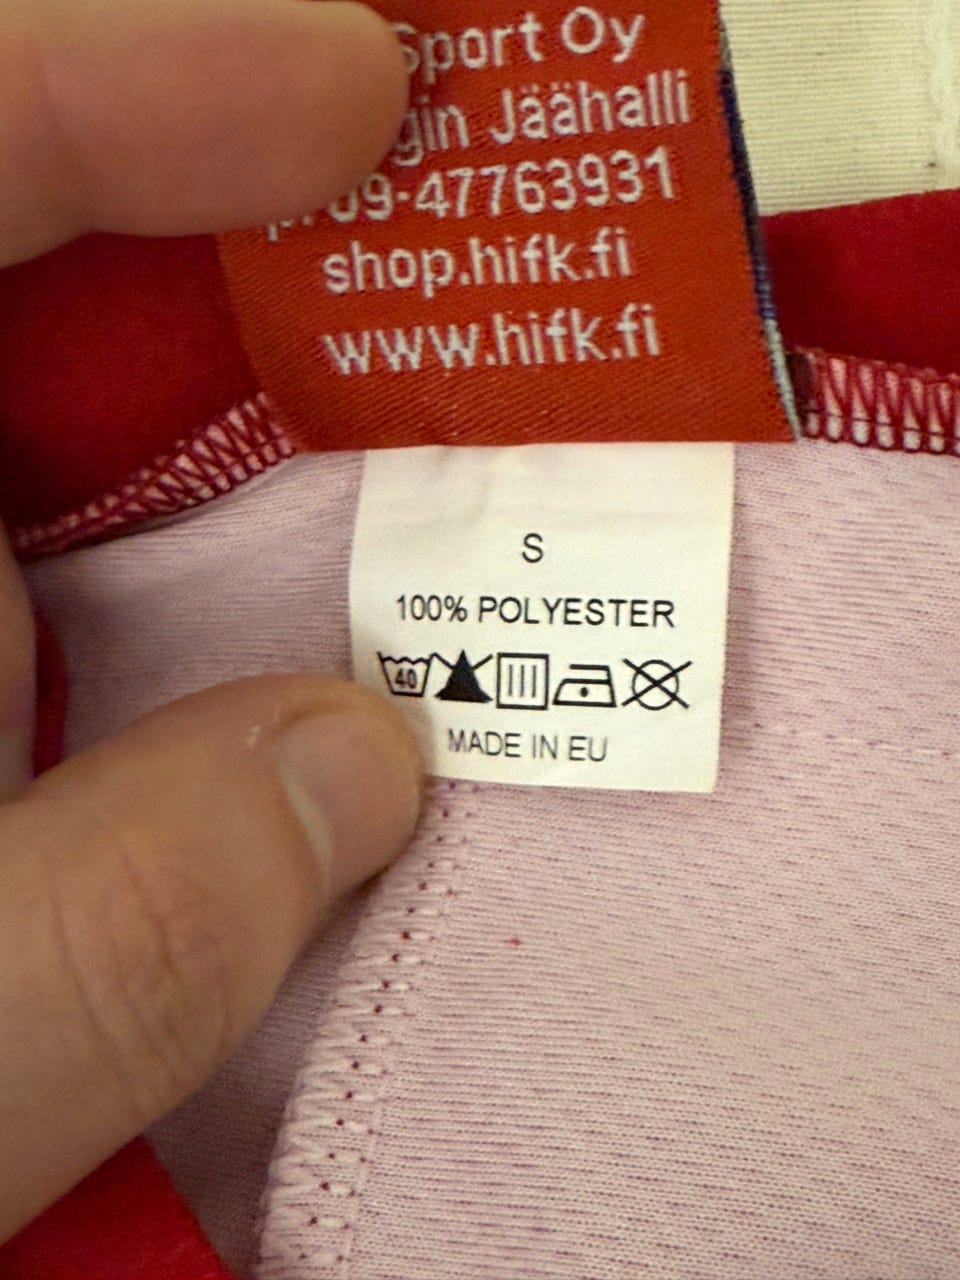 Sport Oy
gin Jäähalli
p. 09-47763931
shop.hifk.fi
www.hifk.fi
S
100% POLYESTER
40
MADE IN EU